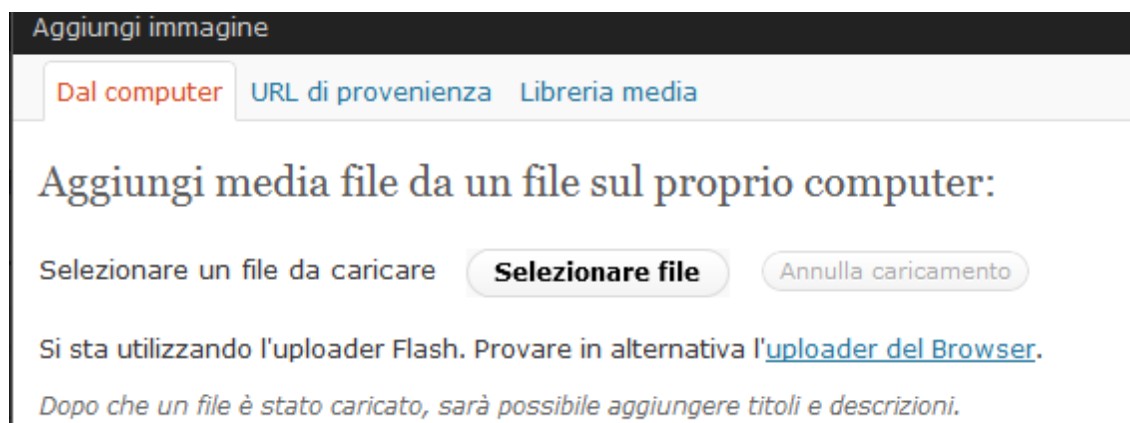 Aggiungi immagine
Dal computer URL di provenienza Libreria media
Aggiungi media file da un file sul proprio computer:
Selezionare un file da caricare Selezionare file Annulla caricamento
Si sta utilizzando l'uploader Flash. Provare in alternativa l'uploader del Browser.
Dopo che un file è stato caricato, sarà possibile aggiungere titoli e descrizioni.